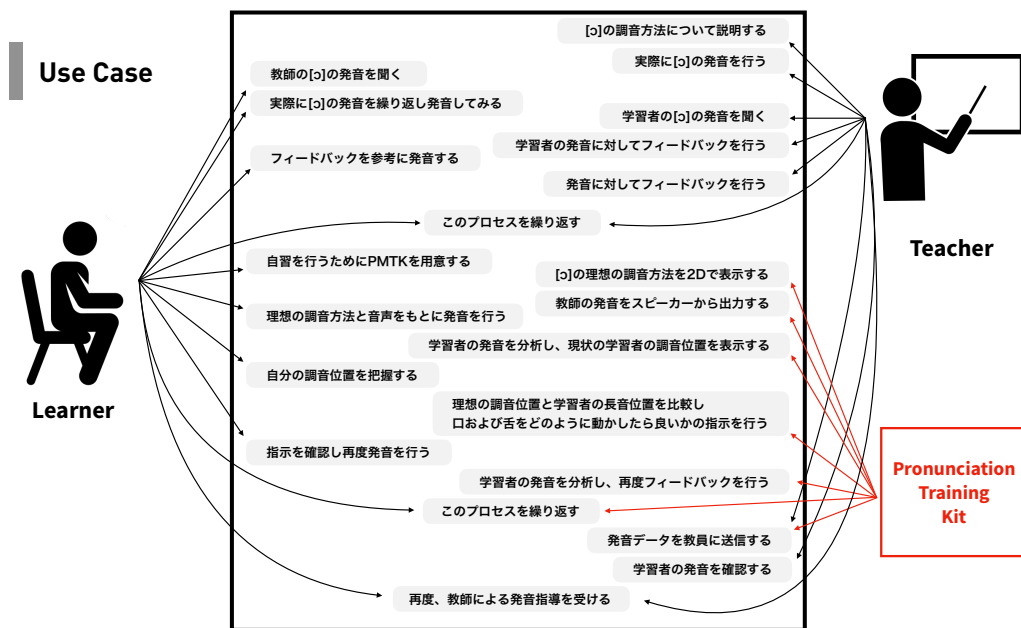 Use Case
[ɔ]の調音方法について説明する
実際に[ɔ]の発音を行う
教師の[ɔ]の発音を聞く
実際に[ɔ]の発音を繰り返し発音してみる
学習者の[ɔ]の発音を聞く
学習者の発音に対してフィードバックを行う
フィードバックを参考に発音する
発音に対してフィードバックを行う
このプロセスを繰り返す
Teacher
自習を行うためにPMTKを用意する
[ɔ]の理想の調音方法を2Dで表示する
教師の発音をスピーカーから出力する
理想の調音方法と音声をもとに発音を行う
学習者の発音を分析し、現状の学習者の調音位置を表示する
自分の調音位置を把握する
Learner
理想の調音位置と学習者の長音位置を比較し
口および舌をどのように動かしたら良いかの指示を行う
指示を確認し再度発音を行う
Pronunciation
Training
Kit
学習者の発音を分析し、再度フィードバックを行う
このプロセスを繰り返す
発音データを教員に送信する
学習者の発音を確認する
再度、教師による発音指導を受ける